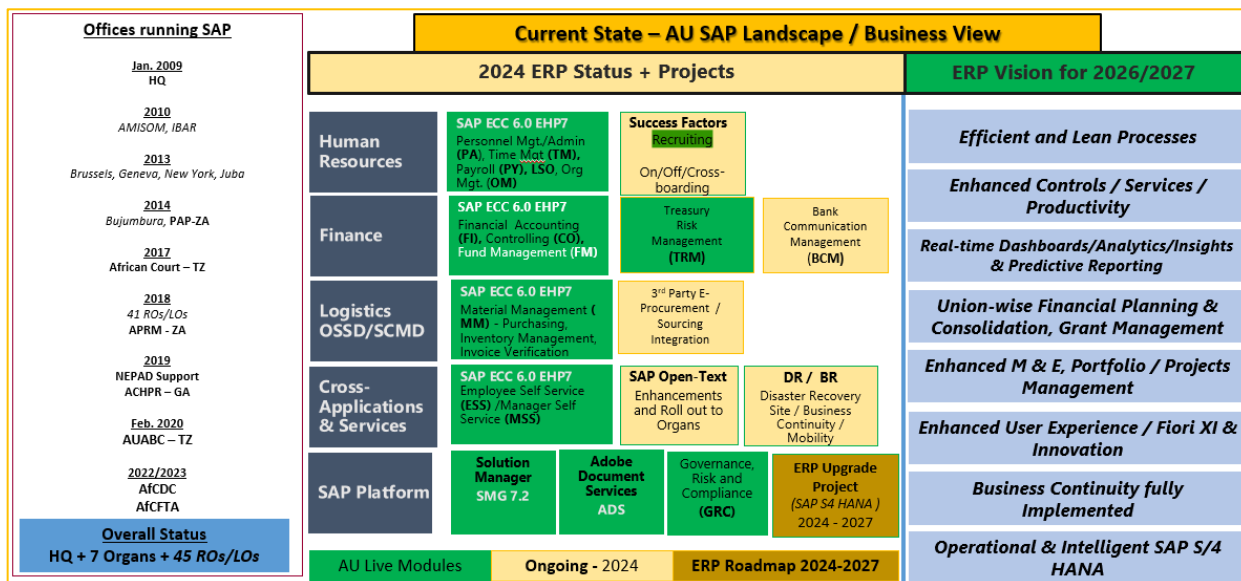 Offices running SAP
Jan. 2009
HQ
2010
AMISOM, IBAR
2013
Brussels, Geneva, New York, Juba
2014
Bujumbura, PAP-ZA
2017
African Court – TZ
2018
41 ROs/LOs
APRM - ZA
2019
NEPAD Support
ACHPR – GA
Feb. 2020
AUABC – TZ
2022/2023
AfCDC
AfCFTA
Overall Status
HQ + 7 Organs + 45 ROs/LOs
Current State – AU SAP Landscape / Business View
2024 ERP Status + Projects
Human
Resources
SAP ECC 6.0 EHP7
Personnel Mgt./Admin
(PA), Time Mgt (TM),
Payroll (PY), LSO, Org
Mgt. (OM)
Success Factors
Recruiting
On/Off/Cross-
boarding
Finance
SAP ECC 6.0 EHP7
Financial Accounting
(FI), Controlling (CO),
Fund Management (FM)
Treasury
Risk
Management
(TRM)
Bank
Communication
Management
(BCM)
Logistics
OSSD/SCMD
SAP ECC 6.0 EHP7
Material Management (
MM) - Purchasing,
Inventory Management,
Invoice Verification
3rd Party E-
Procurement /
Sourcing
Integration
Cross-
Applications
& Services
SAP ECC 6.0 EHP7
Employee Self Service
(ESS) /Manager Self
Service (MSS)
SAP Open-Text
Enhancements
and Roll out to
Organs
DR / BR
Disaster Recovery
Site / Business
Continuity /
Mobility
SAP Platform
Solution
Manager
SMG 7.2
Adobe
Document
Services
ADS
Governance,
Risk and
Compliance
(GRC)
ERP Upgrade
Project
(SAP S4 HANA )
2024 - 2027
AU Live Modules
Ongoing - 2024
ERP Roadmap 2024-2027
ERP Vision for 2026/2027
Efficient and Lean Processes
Enhanced Controls / Services /
Productivity
Real-time Dashboards/Analytics/Insights
& Predictive Reporting
Union-wise Financial Planning &
Consolidation, Grant Management
Enhanced M & E, Portfolio / Projects
Management
Enhanced User Experience / Fiori XI &
Innovation
Business Continuity fully
Implemented
Operational & Intelligent SAP S/4
HANA